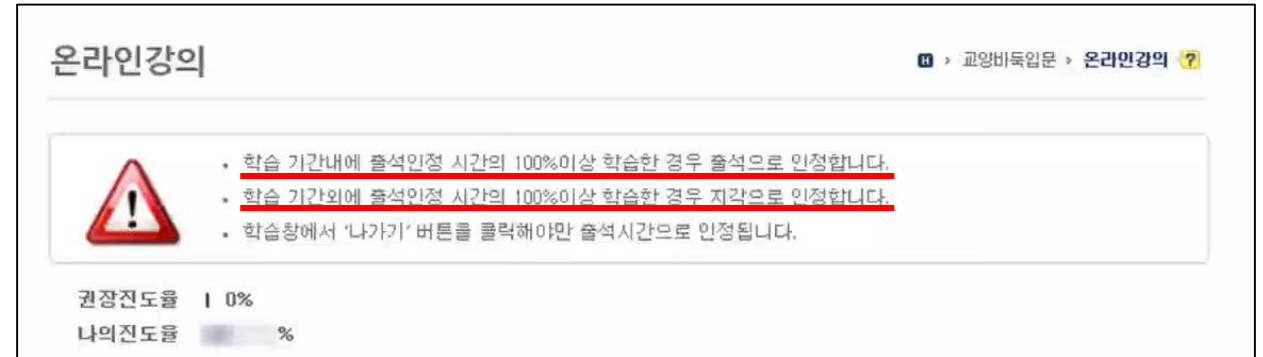 온라인강의
H > 교양바둑입문 > 온라인강의 ?
• 학습 기간내에 출석인정 시간의 100%이상 학습한 경우 출석으로 인정합니다.
• 학습 기간외에 출석인정 시간의 100%이상 학습한 경우 지각으로 인정합니다.
• 학습창에서 '나가기' 버튼을 클릭해야만 출석시간으로 인정됩니다.
권장진도율 | 0%
나의진도율 %